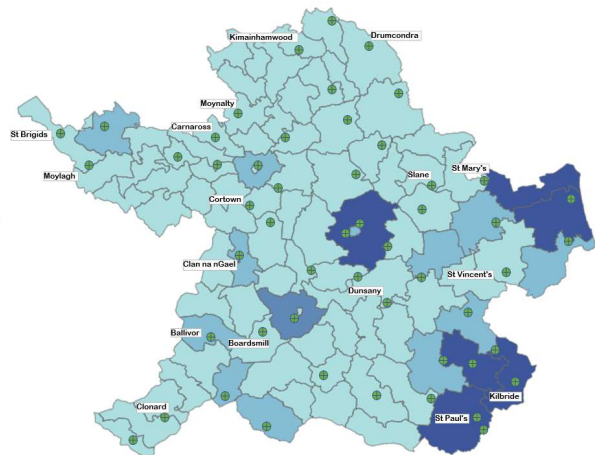 Kimainhamwood
Drumcondra
Moynalty
St Brigids
Carnaross
Moylagh
Slane
St Mary's
Cortown
Clan na nGael
St Vincent's
Dunsany
Ballivor
Boardsmill
Kilbride
Clonard
St Paul's